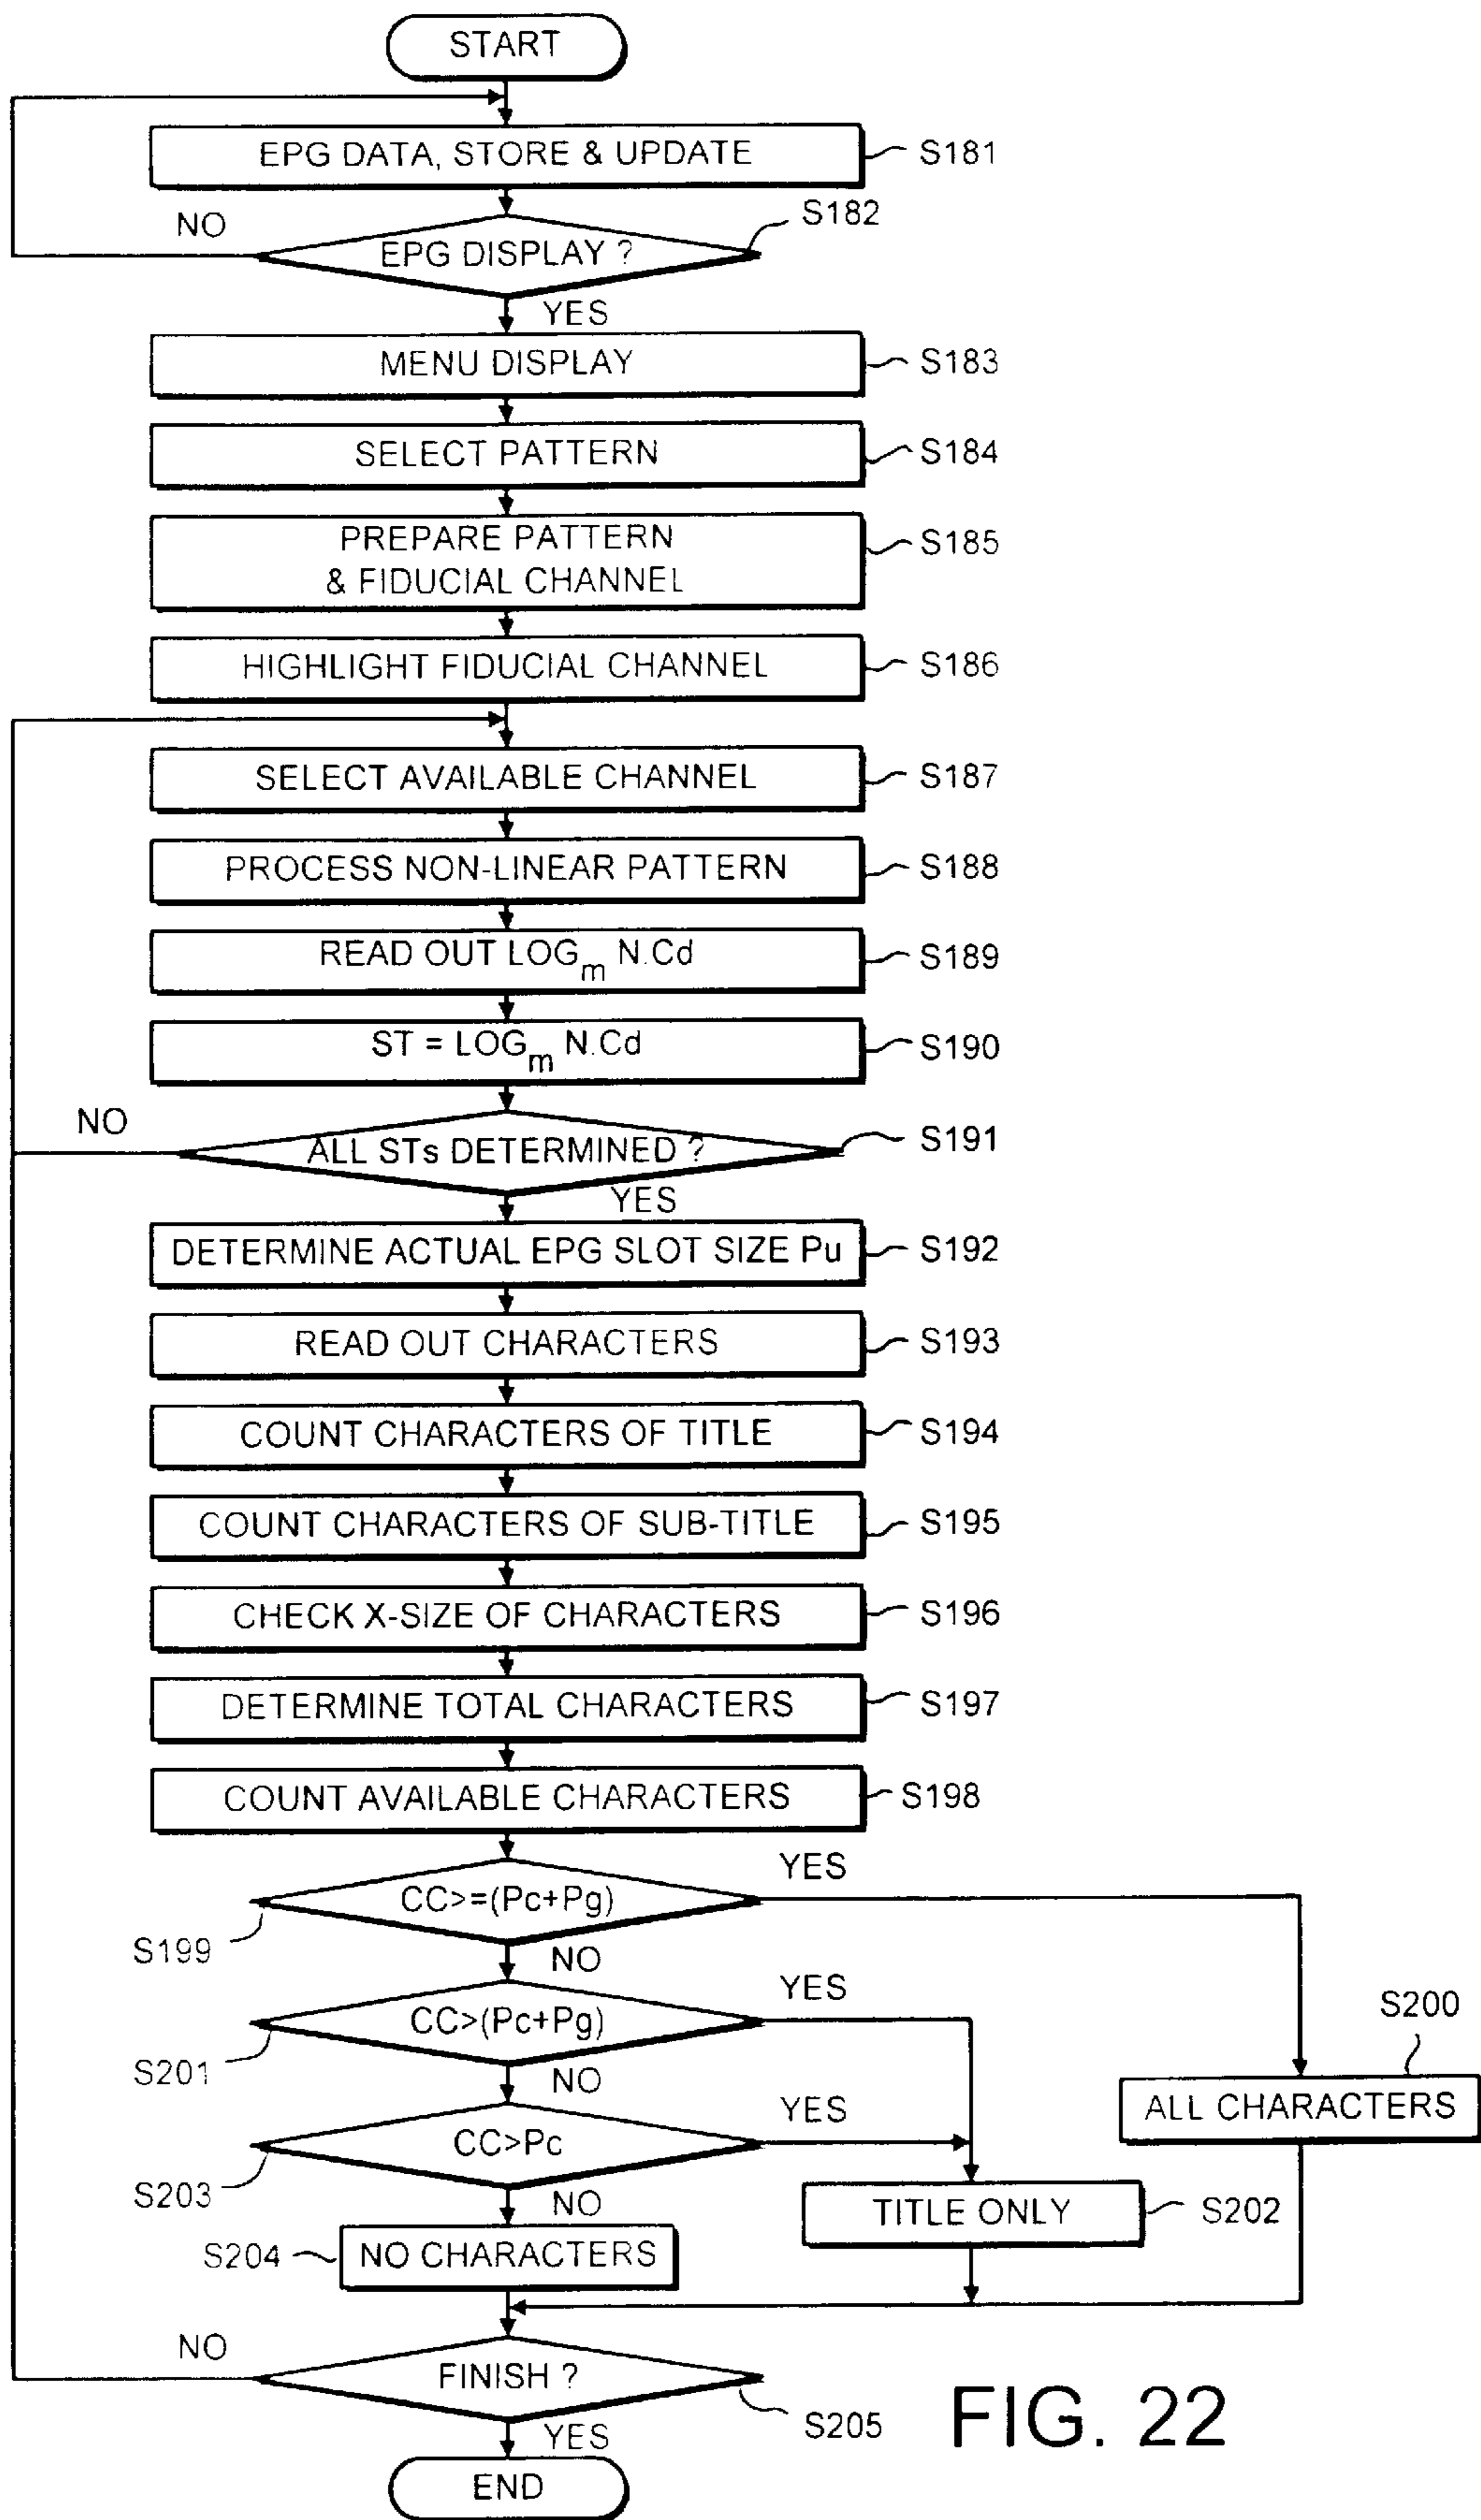 START
EPG DATA, STORE & UPDATE
S181
NO
S182
EPG DISPLAY ?
YES
MENU DISPLAY
S183
SELECT PATTERN
S184
PREPARE PATTERN
& FIDUCIAL CHANNEL
S185
HIGHLIGHT FIDUCIAL CHANNEL
S186
SELECT AVAILABLE CHANNEL
S187
PROCESS NON-LINEAR PATTERN
S188
READ OUT LOGm N.Cd
S189
ST = LOGm N.Cd
S190
NO
ALL STs DETERMINED ?
S191
YES
DETERMINE ACTUAL EPG SLOT SIZE Pu
S192
READ OUT CHARACTERS
S193
COUNT CHARACTERS OF TITLE
S194
COUNT CHARACTERS OF SUB-TITLE
S195
CHECK X-SIZE OF CHARACTERS
S196
DETERMINE TOTAL CHARACTERS
S197
COUNT AVAILABLE CHARACTERS
S198
YES
CC>=(Pc+Pg)
S199
NO
YES
CC>(Pc+Pg)
S200
S201
NO
YES
ALL CHARACTERS
CC>Pc
S203
NO
TITLE ONLY
S202
S204
NO CHARACTERS
NO
FINISH ?
S205
YES
END
FIG. 22